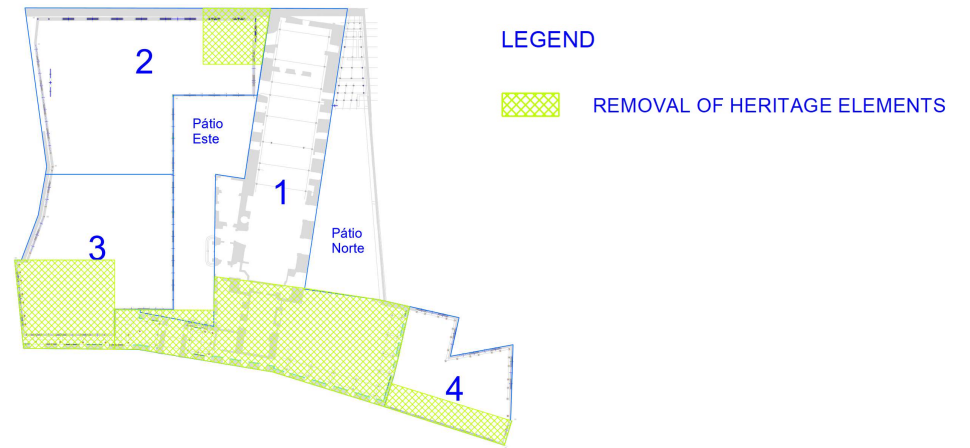 LEGEND
REMOVAL OF HERITAGE ELEMENTS
2
Pátio
Este
1
Pátio
Norte
3
4